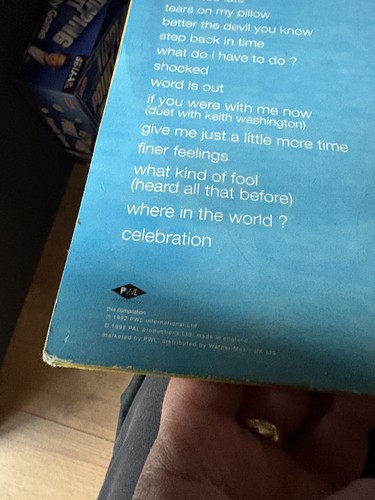 tears on my pillow
better the devil you know
step back in time
what do i have to do ?
shocked
word is out
if you were with me now
(duet with keith washington)
give me just a little more time
finer feelings
what kind of fool
(heard all that before)
where in the world ?
celebration
PWL
INTERNATIONAL
this compilation
℗ 1992 PWL international Ltd
© 1992 PAL productions Ltd. made in england
marketed by PWL. distributed by Warner Music UK Ltd